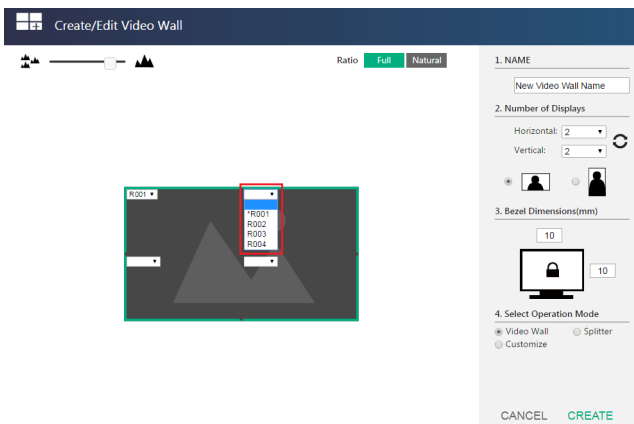 Create/Edit Video Wall
Ratio Full Natural
1. NAME
New Video Wall Name
2. Number of Displays
Horizontal: 2
Vertical: 2
3. Bezel Dimensions(mm)
10
10
4. Select Operation Mode
Video Wall Splitter
Customize
R001
*R001
R002
R003
R004
CANCEL CREATE